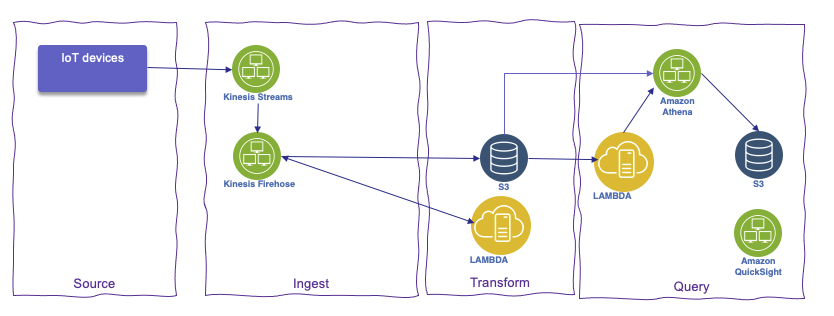 IoT devices
Kinesis Streams
Kinesis Firehose
S3
LAMBDA
Amazon
Athena
LAMBDA
S3
Amazon
QuickSight
Source
Ingest
Transform
Query